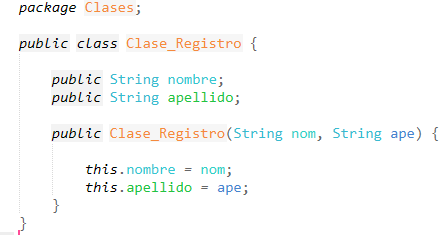 package Clases;
public class Clase_Registro {
public String nombre;
public String apellido;
public Clase_Registro(String nom, String ape) {
this.nombre = nom;
this.apellido = ape;
}
}